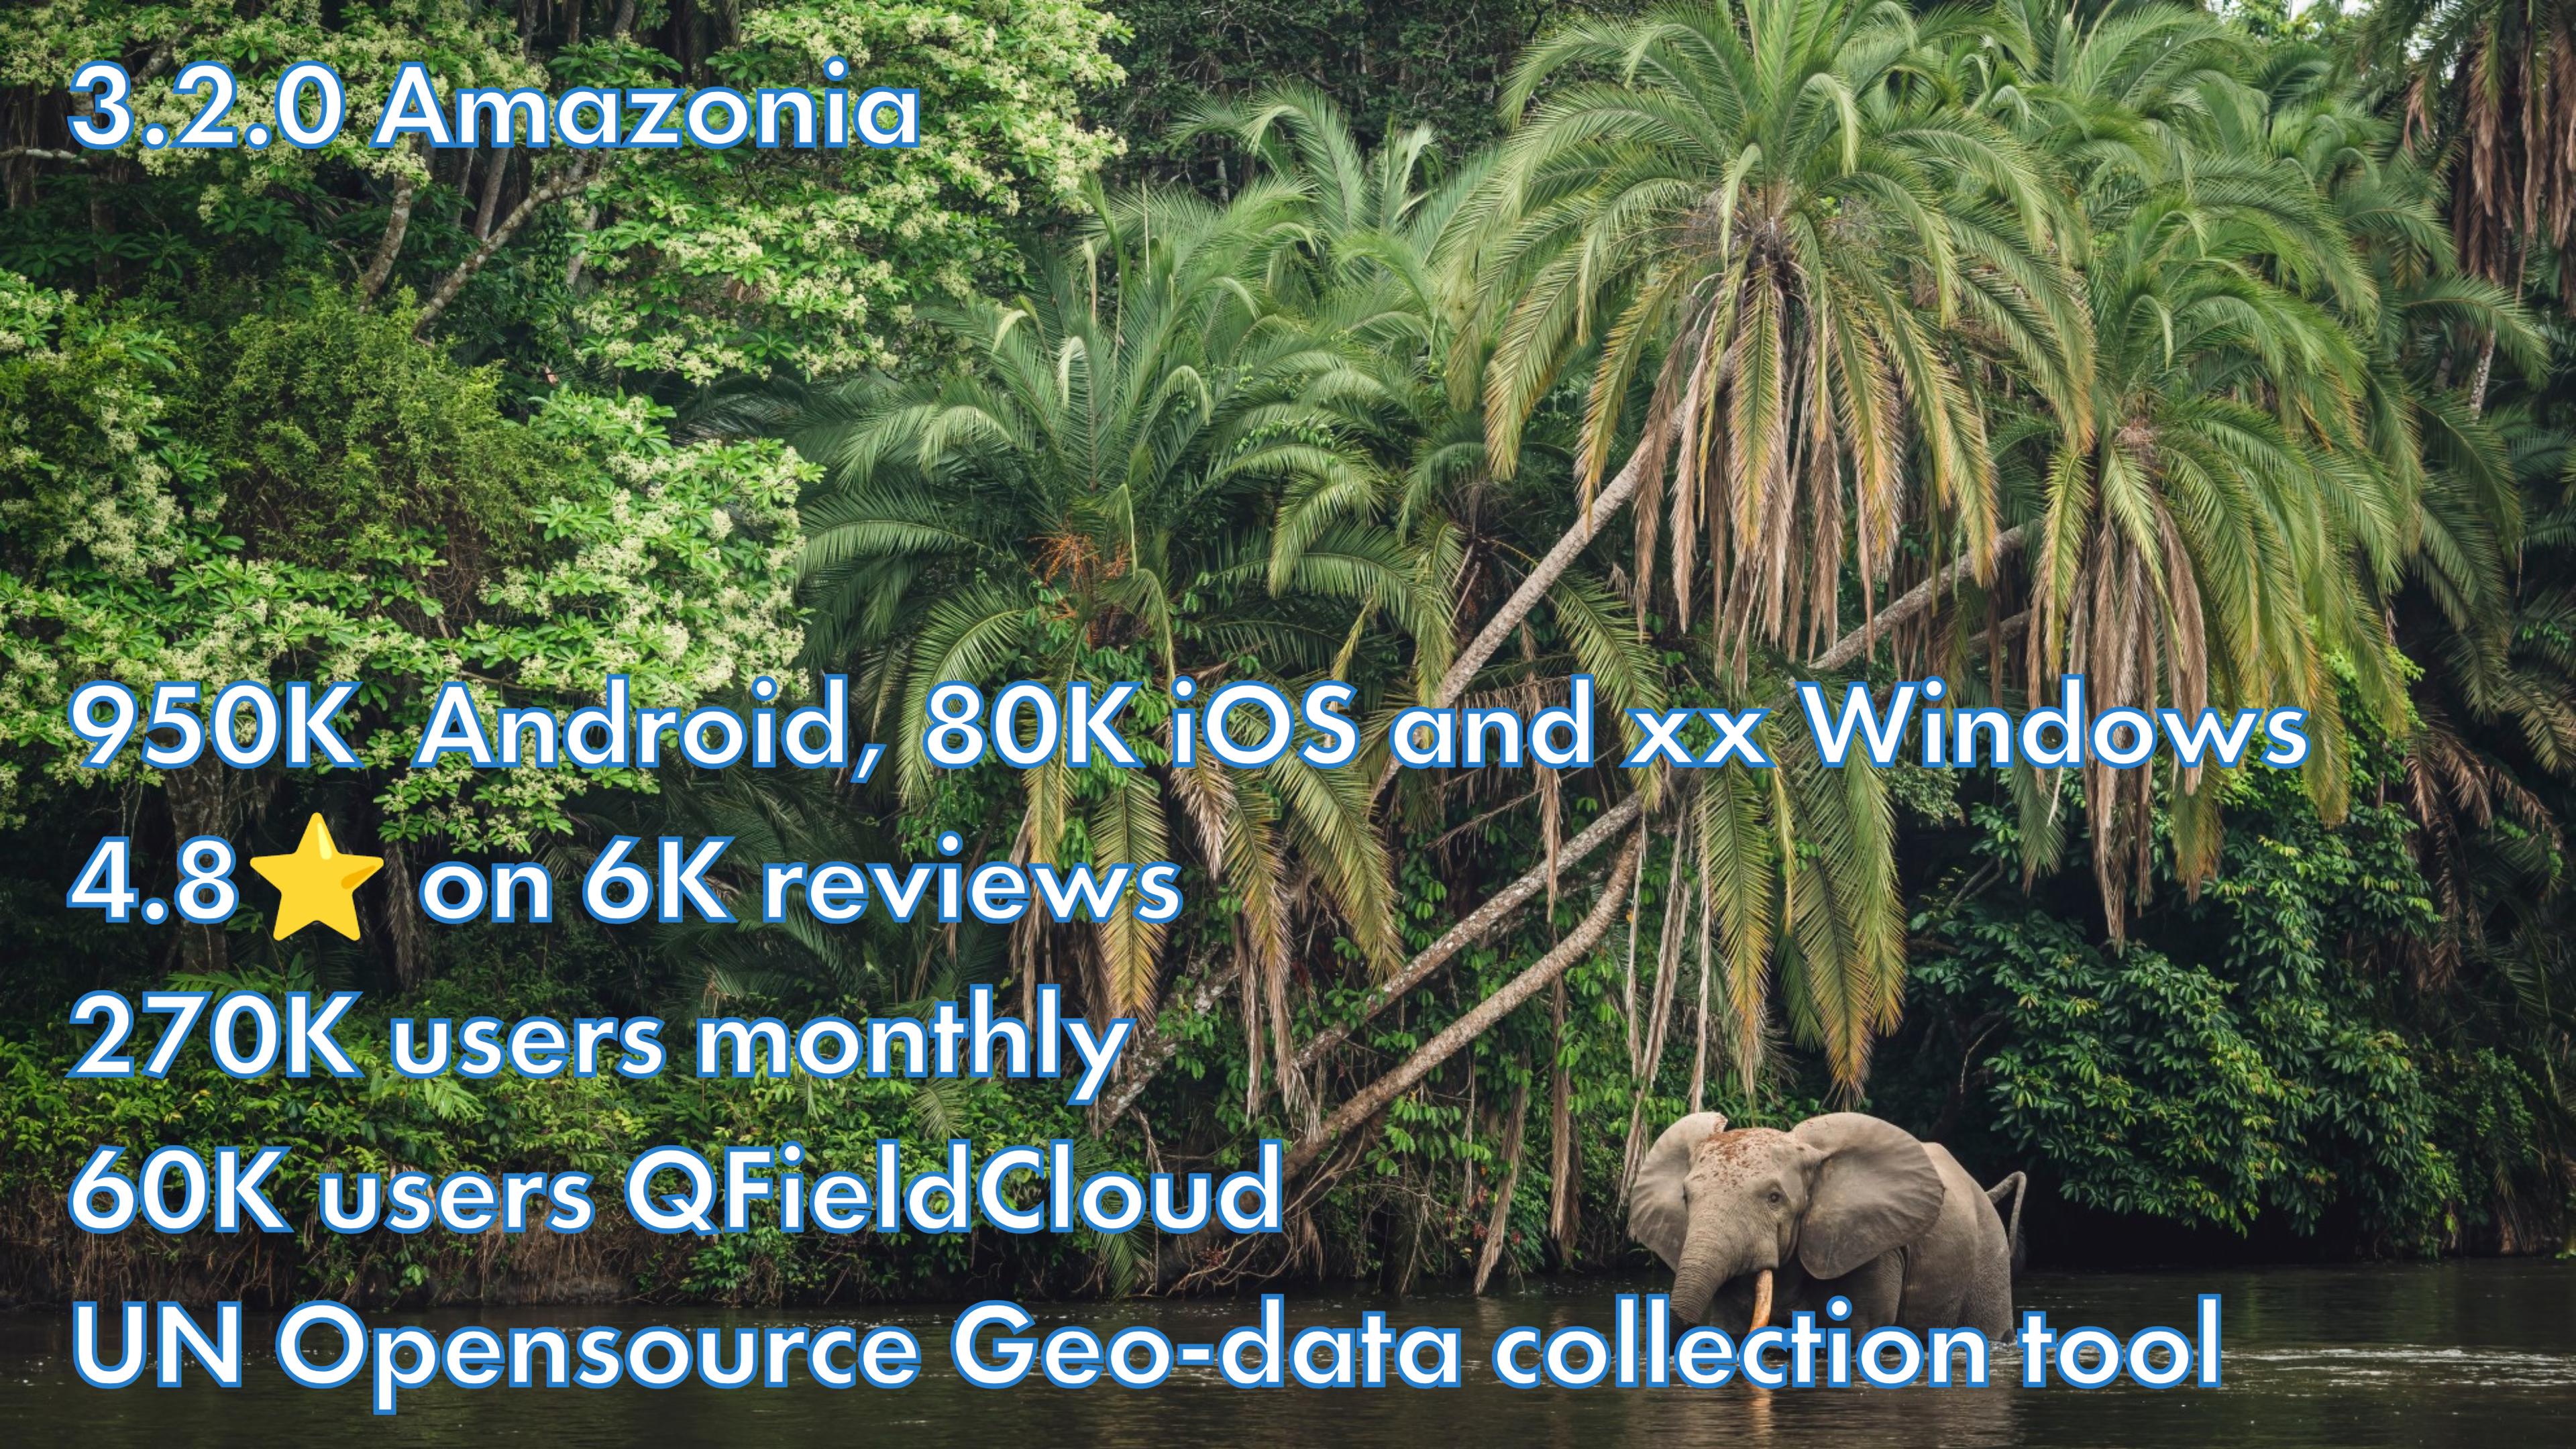 3.2.0 Amazonia
950K  Android, 80K iOS and xx Windows
4.8⭐ on 6K reviews
270K users monthly
60K users QFieldCloud
UN Opensource Geo-data collection tool